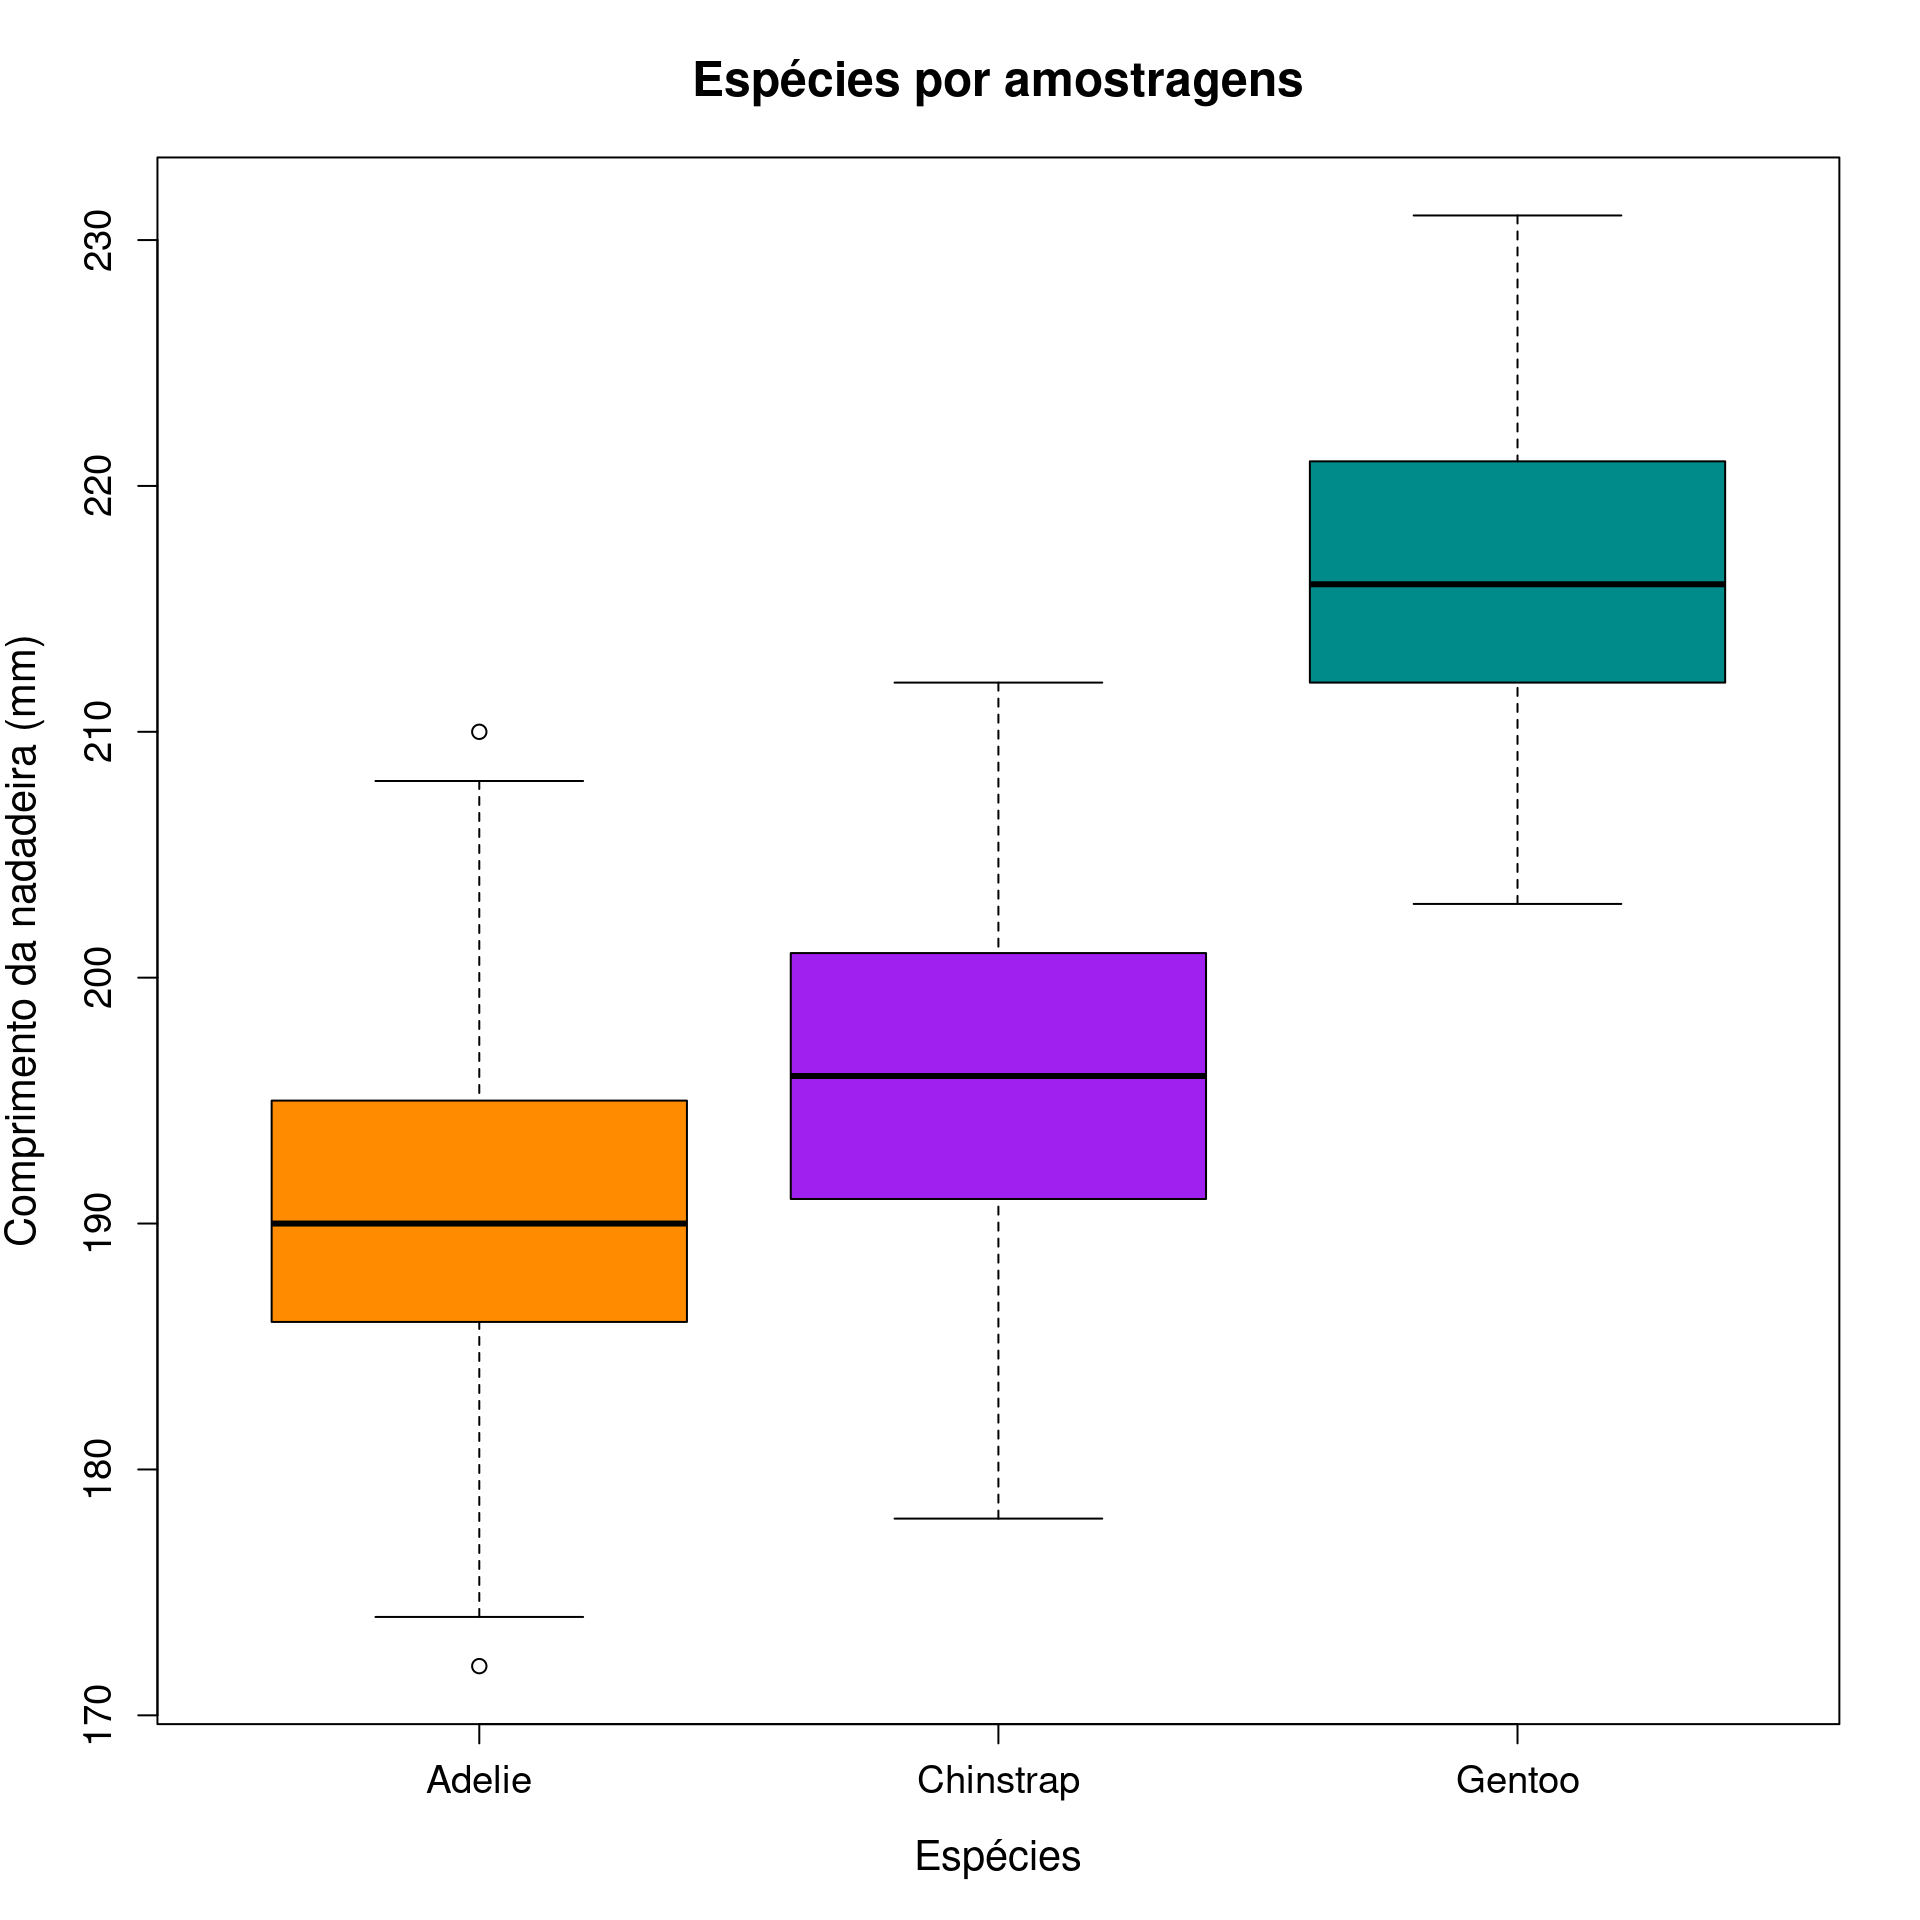 Espécies por amostragens
Comprimento da nadadeira (mm)
230
220
210
200
190
180
170
Adelie
Chinstrap
Gentoo
Espécies